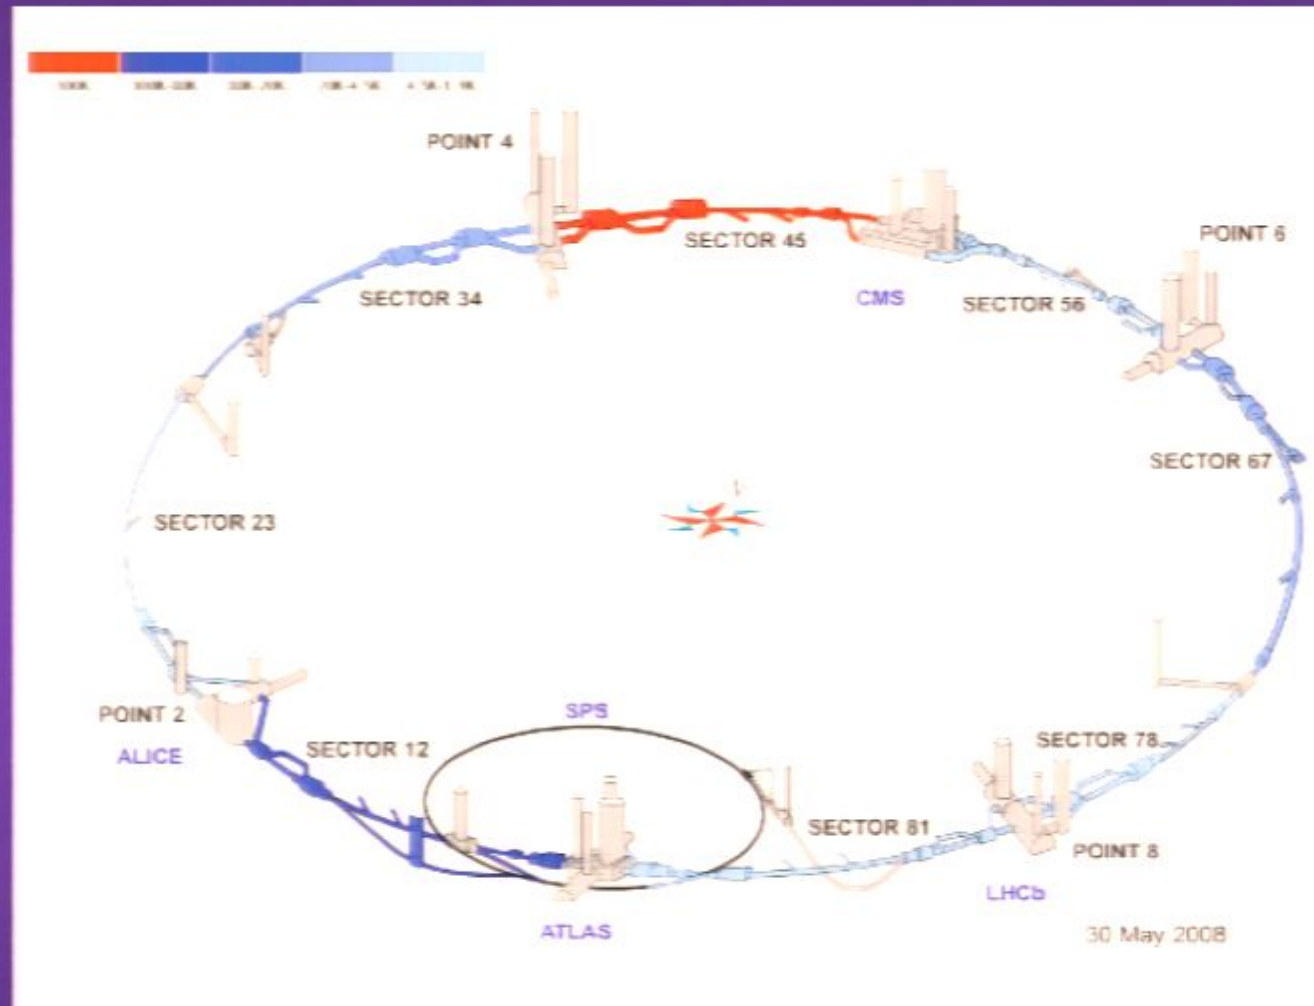 POINT 4
POINT 6
SECTOR 45
SECTOR 34
CMS
SECTOR 56
SECTOR 67
SECTOR 23
SPS
POINT 2
ALICE
SECTOR 12
SECTOR 78
SECTOR 81
POINT 8
LHCb
ATLAS
30 May 2008